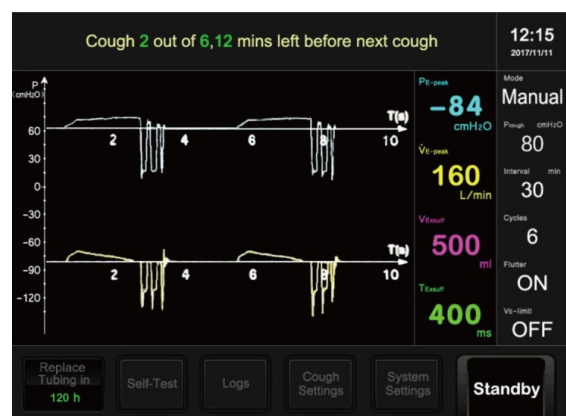 Cough 2 out of 6,12 mins left before next cough
12:15
2017/11/11
P
(cmH2O)
60
30
0
-30
-60
-90
-120
T(s)
2
4
6
8
10
T(s)
2
4
6
8
10
PE-peak
-84
cmH2O
V̇E-peak
160
L/min
VExsuff
500
ml
TExsuff
400
ms
Mode
Manual
Pcough cmH2O
80
Interval min
30
Cycles
6
Flutter
ON
VE-limit
OFF
Replace
Tubing in
120 h
Self-Test
Logs
Cough
Settings
System
Settings
Standby